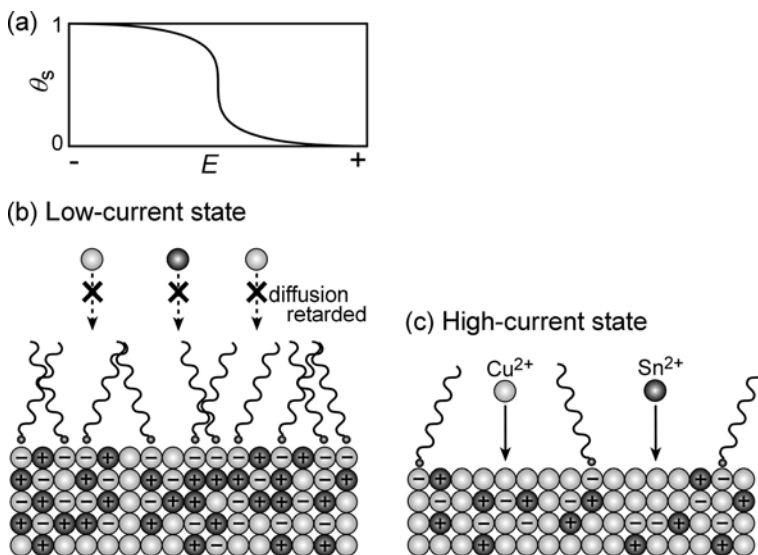 (a)
1
θs
0
- E +
(b) Low-current state
diffusion
retarded
(c) High-current state
Cu2+ Sn2+